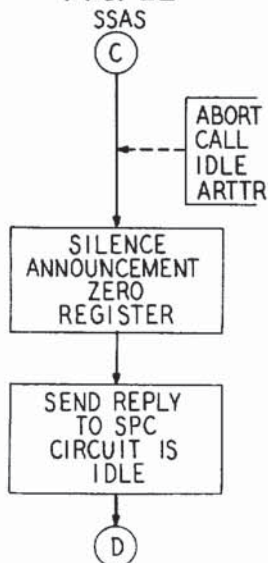 SSAS
C
ABORT
CALL
IDLE
ARTTR
SILENCE
ANNOUNCEMENT
ZERO
REGISTER
SEND REPLY
TO SPC
CIRCUIT IS
IDLE
D